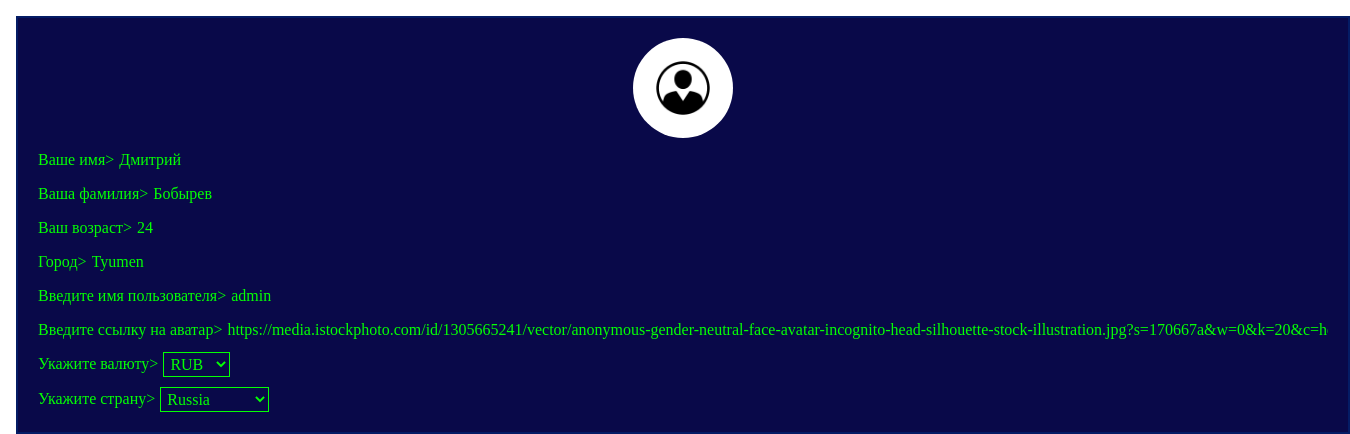 Ваше имя> Дмитрий
Ваша фамилия> Бобырев
Ваш возраст> 24
Город> Tyumen
Введите имя пользователя> admin
Введите ссылку на аватар> https://media.istockphoto.com/id/1305665241/vector/anonymous-gender-neutral-face-avatar-incognito-head-silhouette-stock-illustration.jpg?s=170667a&w=0&k=20&c=h
Укажите валюту> RUB
Укажите страну> Russia